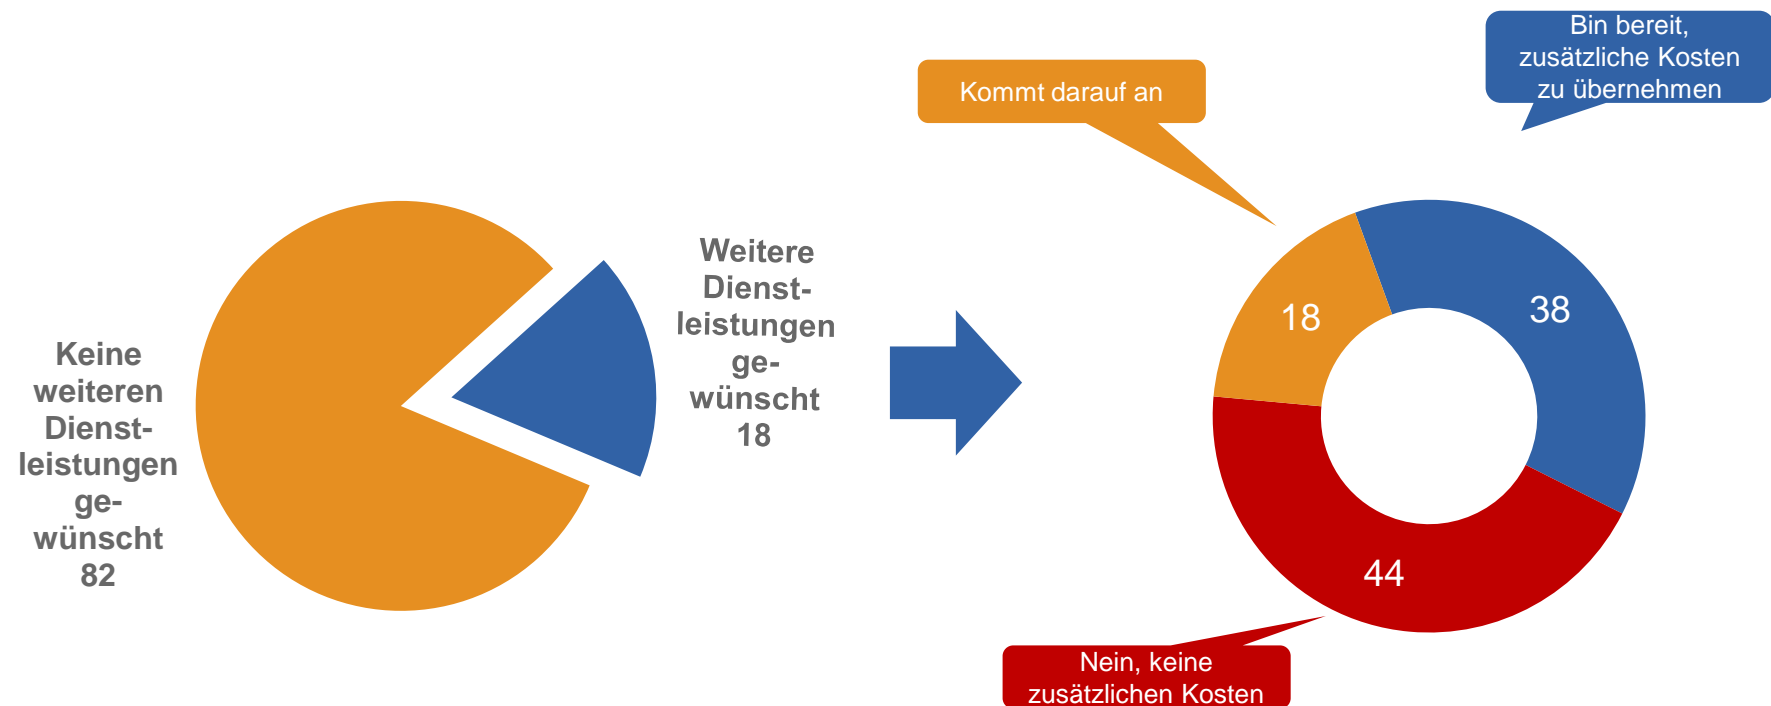 Keine
weiteren
Dienst-
leistungen
ge-
wünscht
82
Weitere
Dienst-
leistungen
ge-
wünscht
18
Kommt darauf an
Bin bereit,
zusätzliche Kosten
zu übernehmen
18
38
44
Nein, keine
zusätzlichen Kosten